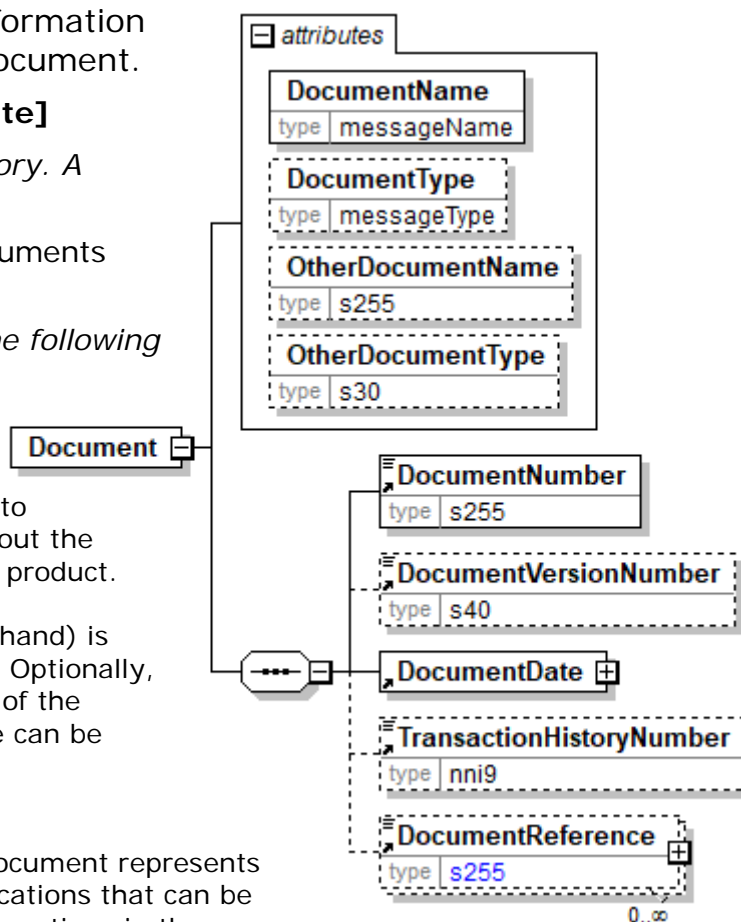 formation
ocument.
te]
ory. A
uments
e following
to
out the
product.
hand) is
Optionally,
of the
e can be
ocument represents
cations that can be
attributes
DocumentName
type messageName
DocumentType
type messageType
OtherDocumentName
type s255
OtherDocumentType
type s30
Document
DocumentNumber
type s255
DocumentVersionNumber
type s40
DocumentDate
TransactionHistoryNumber
type nni9
DocumentReference
type s255
0..∞